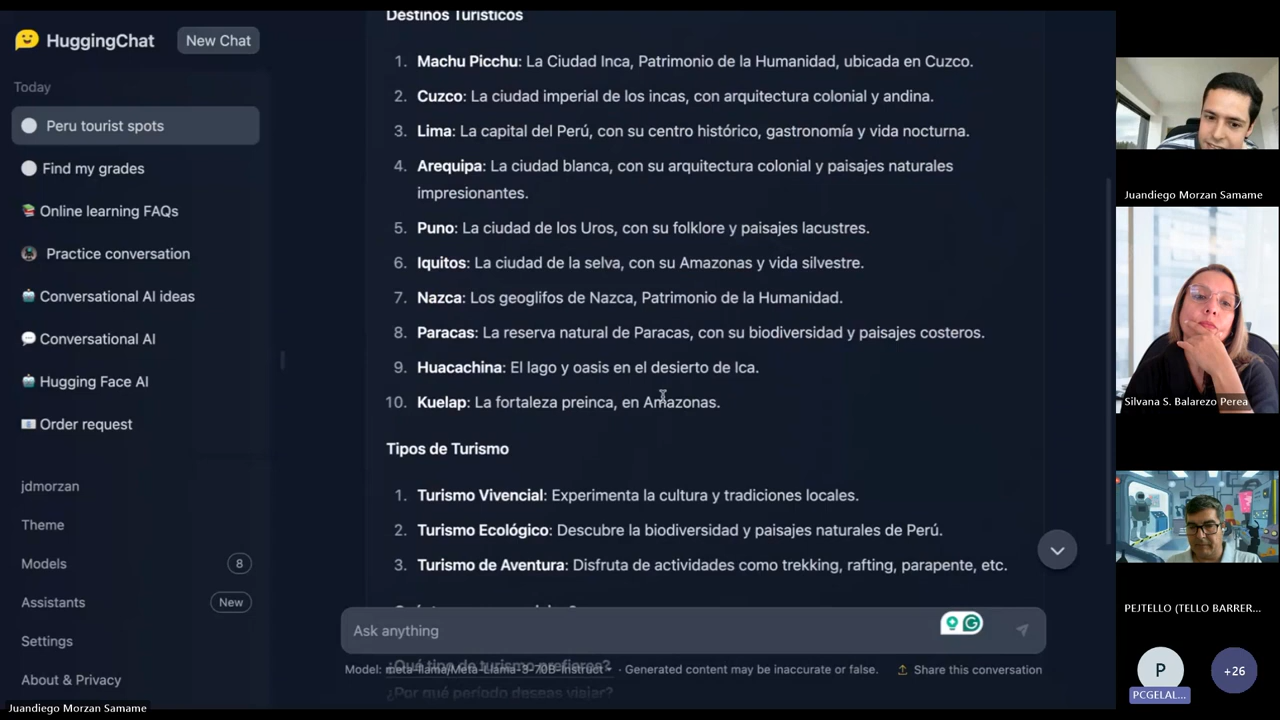 HuggingChat
New Chat
Today
Peru tourist spots
Find my grades
Online learning FAQs
Practice conversation
Conversational AI ideas
Conversational AI
Hugging Face AI
Order request
jdmorzan
Theme
Models 8
Assistants New
Settings
About & Privacy
Juandiego Morzan Samame
Destinos Turísticos
1. Machu Picchu: La Ciudad Inca, Patrimonio de la Humanidad, ubicada en Cuzco.
2. Cuzco: La ciudad imperial de los incas, con arquitectura colonial y andina.
3. Lima: La capital del Perú, con su centro histórico, gastronomía y vida nocturna.
4. Arequipa: La ciudad blanca, con su arquitectura colonial y paisajes naturales
impresionantes.
5. Puno: La ciudad de los Uros, con su folklore y paisajes lacustres.
6. Iquitos: La ciudad de la selva, con su Amazonas y vida silvestre.
7. Nazca: Los geoglifos de Nazca, Patrimonio de la Humanidad.
8. Paracas: La reserva natural de Paracas, con su biodiversidad y paisajes costeros.
9. Huacachina: El lago y oasis en el desierto de Ica.
10. Kuelap: La fortaleza preinca, en Amazonas.
Tipos de Turismo
1. Turismo Vivencial: Experimenta la cultura y tradiciones locales.
2. Turismo Ecológico: Descubre la biodiversidad y paisajes naturales de Perú.
3. Turismo de Aventura: Disfruta de actividades como trekking, rafting, parapente, etc.
Ask anything
¿Qué tipo de turismo prefieres?
Model: meta-llama/Meta-Llama-3-70B-Instruct · Generated content may be inaccurate or false.
Share this conversation
¿Por qué período deseas viajar?
Juandiego Morzan Samame
Silvana S. Balarezo Perea
PEJTELLO (TELLO BARRER...
P
PCGELAL...
+26